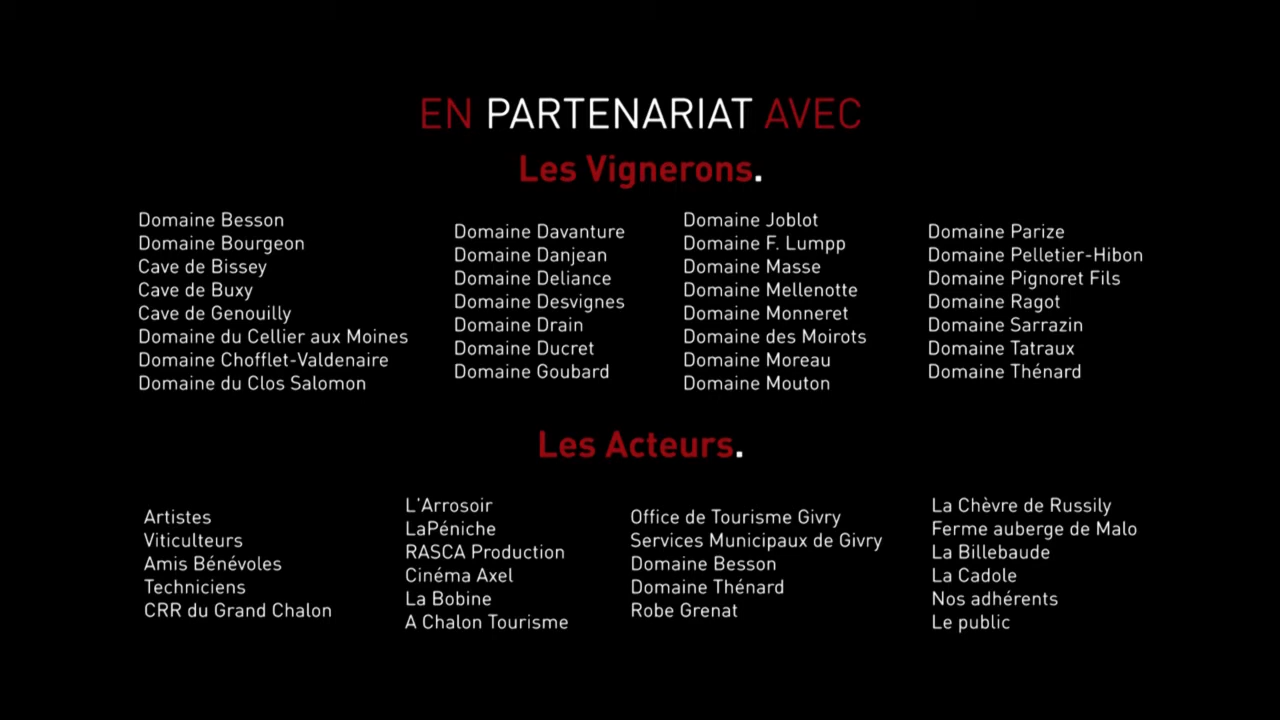 EN PARTENARIAT AVEC
Les Vignerons.
Domaine Besson
Domaine Bourgeon
Cave de Bissey
Cave de Buxy
Cave de Genouilly
Domaine du Cellier aux Moines
Domaine Chofflet-Valdenaire
Domaine du Clos Salomon
Domaine Davanture
Domaine Danjean
Domaine Deliance
Domaine Desvignes
Domaine Drain
Domaine Ducret
Domaine Goubard
Domaine Joblot
Domaine F. Lumpp
Domaine Masse
Domaine Mellenotte
Domaine Monneret
Domaine des Moirots
Domaine Moreau
Domaine Mouton
Domaine Parize
Domaine Pelletier-Hibon
Domaine Pignoret Fils
Domaine Ragot
Domaine Sarrazin
Domaine Tatraux
Domaine Thénard
Les Acteurs.
Artistes
Viticulteurs
Amis Bénévoles
Techniciens
CRR du Grand Chalon
L'Arrosoir
LaPéniche
RASCA Production
Cinéma Axel
La Bobine
A Chalon Tourisme
Office de Tourisme Givry
Services Municipaux de Givry
Domaine Besson
Domaine Thénard
Robe Grenat
La Chèvre de Russily
Ferme auberge de Malo
La Billebaude
La Cadole
Nos adhérents
Le public